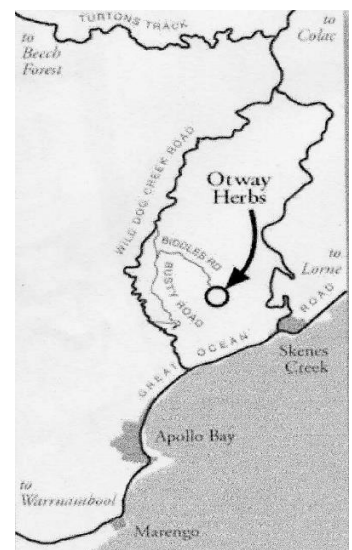 TURTONS TRACK
to
Beech
Forest
to
Colac
WILD DOG CREEK ROAD
Otway
Herbs
BIDDLES RD
BUSTY ROAD
to
Lorne
GREAT OCEAN ROAD
Skenes
Creek
Apollo Bay
to
Warrnambool
Marengo